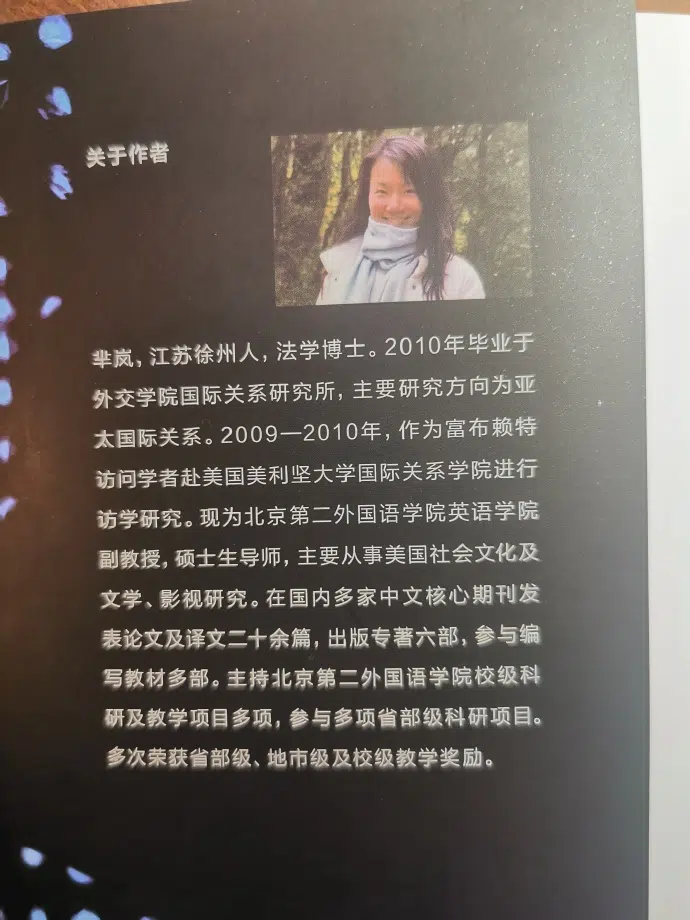 关于作者
芈岚，江苏徐州人，法学博士。2010年毕业于
外交学院国际关系研究所，主要研究方向为亚
太国际关系。2009—2010年，作为富布赖特
访问学者赴美国美利坚大学国际关系学院进行
访学研究。现为北京第二外国语学院英语学院
副教授，硕士生导师，主要从事美国社会文化及
文学、影视研究。在国内多家中文核心期刊发
表论文及译文二十余篇，出版专著六部，参与编
写教材多部。主持北京第二外国语学院校级科
研及教学项目多项，参与多项省部级科研项目。
多次荣获省部级、地市级及校级教学奖励。